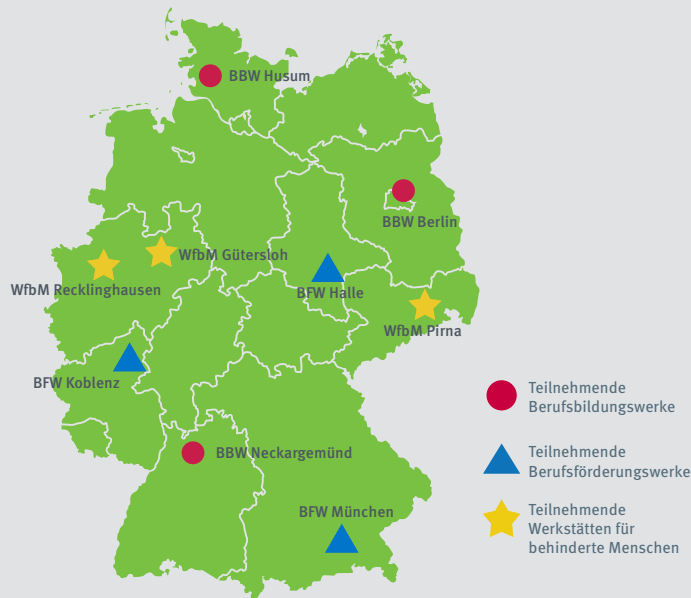 BBW Husum
BBW Berlin
WfbM Gütersloh
WfbM Recklinghausen
BFW Halle
WfbM Pirna
BFW Koblenz
BBW Neckargemünd
BFW München
Teilnehmende
Berufsbildungswerke
Teilnehmende
Berufsförderungswerke
Teilnehmende
Werkstätten für
behinderte Menschen